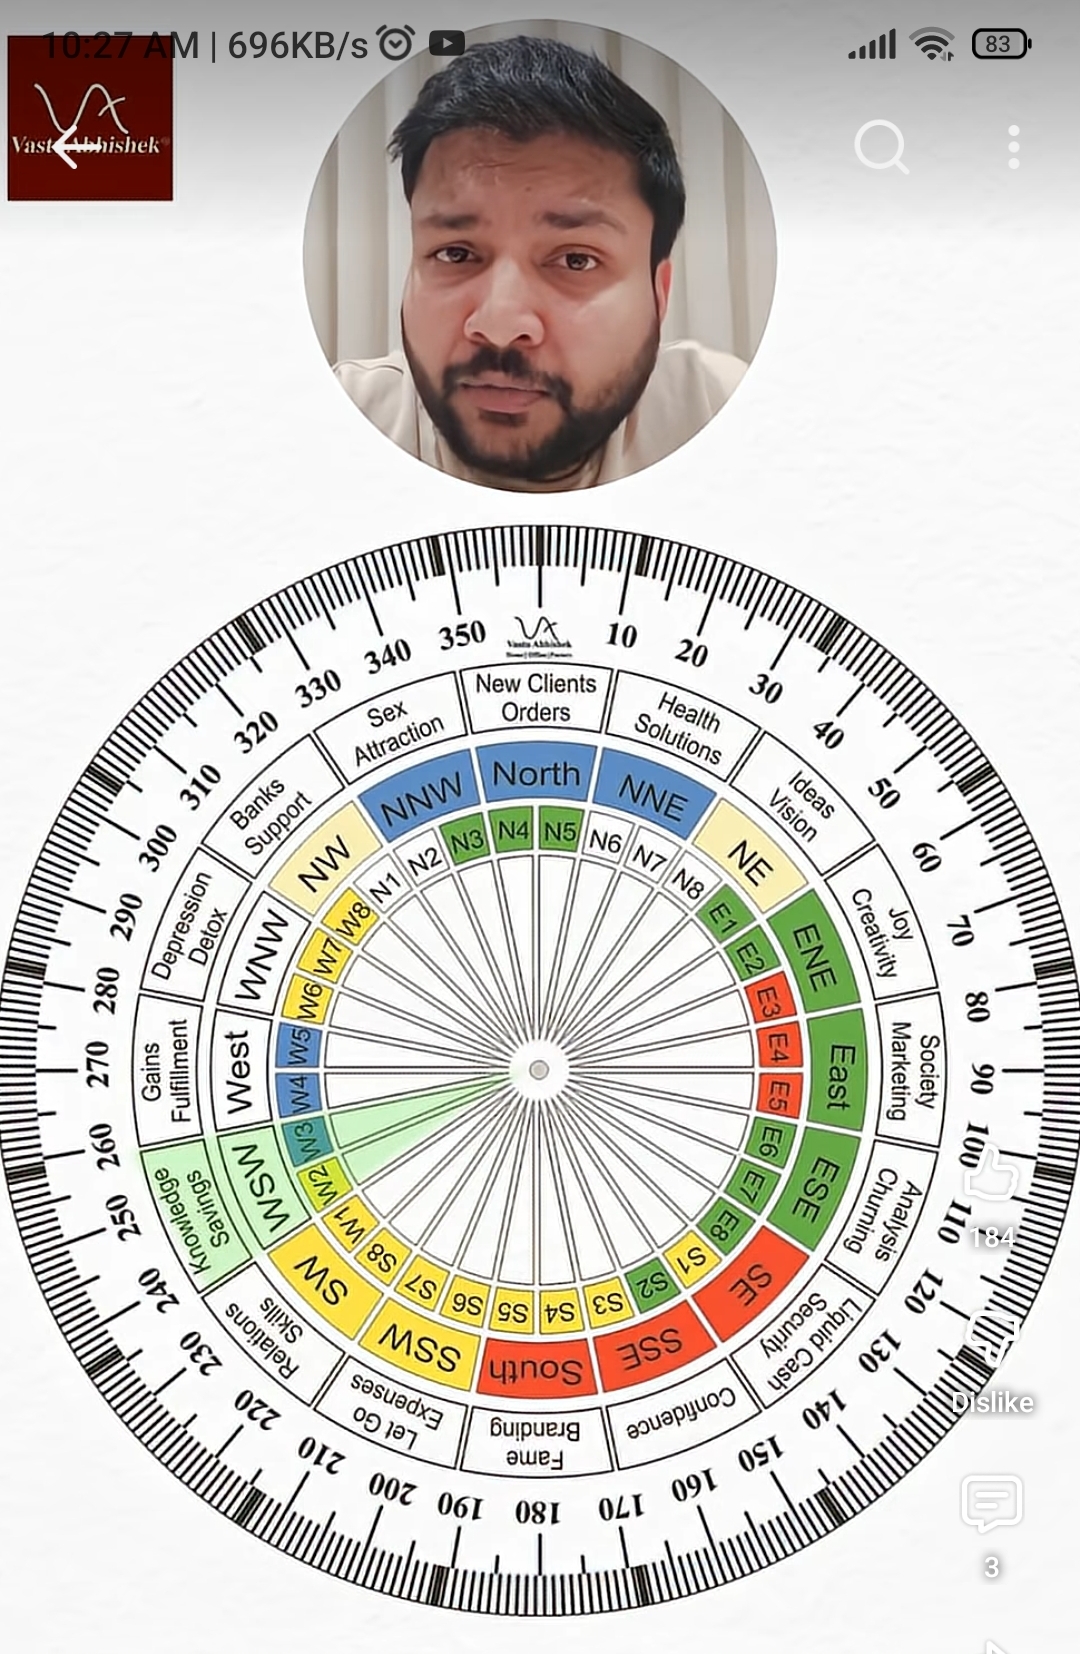 10:27 AM | 696KB/s
83
Vastu Abhishek
350
Vastu Abhishek
10
20
30
40
50
60
70
80
90
100
110
120
130
140
150
160
170
180
190
200
210
220
230
240
250
260
270
280
290
300
310
320
330
340
New Clients
Orders
Health
Solutions
Ideas
Vision
Joy
Creativity
Society
Marketing
Analysis
Churning
Liquid Cash
Security
Confidence
Fame
Branding
Let Go
Expenses
Relations
Skills
Knowledge
Savings
Gains
Fulfillment
Depression
Detox
Banks
Support
Sex
Attraction
North
NNE
NE
ENE
East
ESE
SE
SSE
South
SSW
SW
WSW
West
WNW
NW
NNW
N1
N2
N3
N4
N5
N6
N7
N8
E1
E2
E3
E4
E5
E6
E7
E8
S1
S2
S3
S4
S5
S6
S7
S8
W1
W2
W3
W4
W5
W6
W7
W8
184
Dislike
3